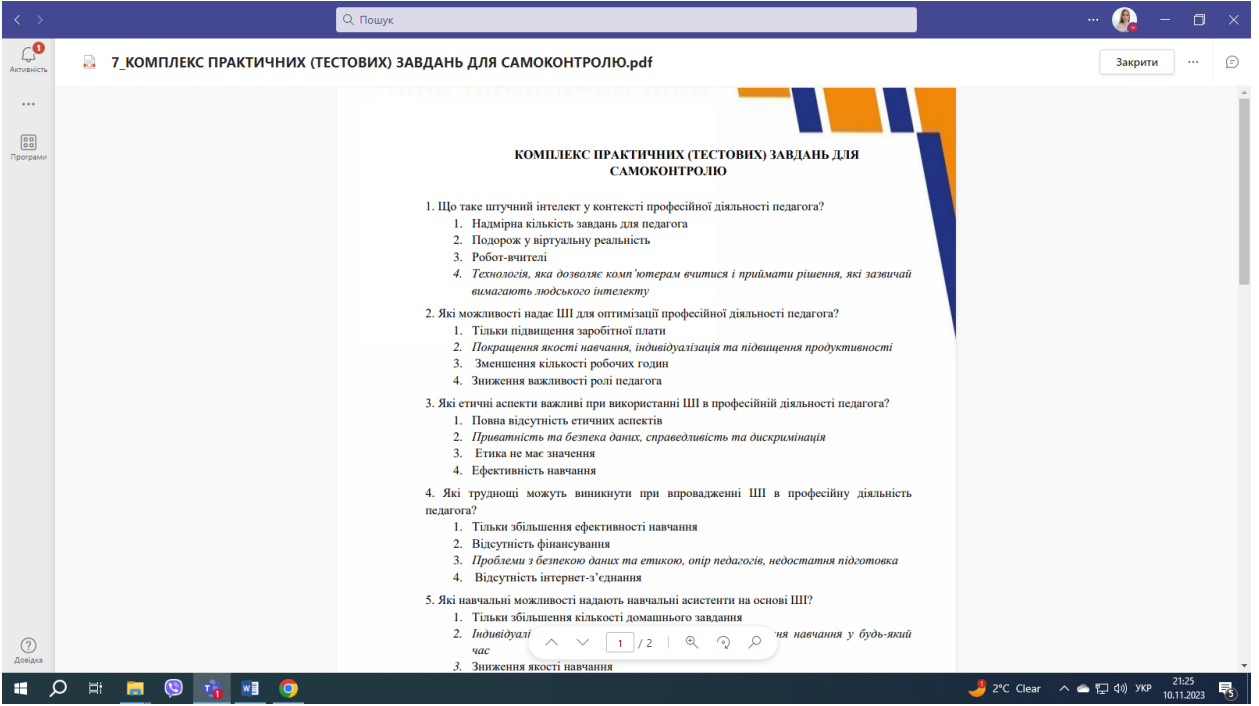 Пошук
Активність
1
7_КОМПЛЕКС ПРАКТИЧНИХ (ТЕСТОВИХ) ЗАВДАНЬ ДЛЯ САМОКОНТРОЛЮ.pdf
Закрити
Програми
КОМПЛЕКС ПРАКТИЧНИХ (ТЕСТОВИХ) ЗАВДАНЬ ДЛЯ
САМОКОНТРОЛЮ
1. Що таке штучний інтелект у контексті професійної діяльності педагога?
1. Надмірна кількість завдань для педагога
2. Подорож у віртуальну реальність
3. Робот-вчителі
4. Технологія, яка дозволяє комп’ютерам вчитися і приймати рішення, які зазвичай
вимагають людського інтелекту
2. Які можливості надає ШІ для оптимізації професійної діяльності педагога?
1. Тільки підвищення заробітної плати
2. Покращення якості навчання, індивідуалізація та підвищення продуктивності
3. Зменшення кількості робочих годин
4. Зниження важливості ролі педагога
3. Які етичні аспекти важливі при використанні ШІ в професійній діяльності педагога?
1. Повна відсутність етичних аспектів
2. Приватність та безпека даних, справедливість та дискримінація
3. Етика не має значення
4. Ефективність навчання
4. Які труднощі можуть виникнути при впровадженні ШІ в професійну діяльність
педагога?
1. Тільки збільшення ефективності навчання
2. Відсутність фінансування
3. Проблеми з безпекою даних та етикою, опір педагогів, недостатня підготовка
4. Відсутність інтернет-з’єднання
5. Які навчальні можливості надають навчальні асистенти на основі ШІ?
1. Тільки збільшення кількості домашнього завдання
2. навчання у будь-який
час
3. Зниження якості навчання
1 / 2
Довідка
1
1
2°C Clear
УКР
21:25
10.11.2023
5